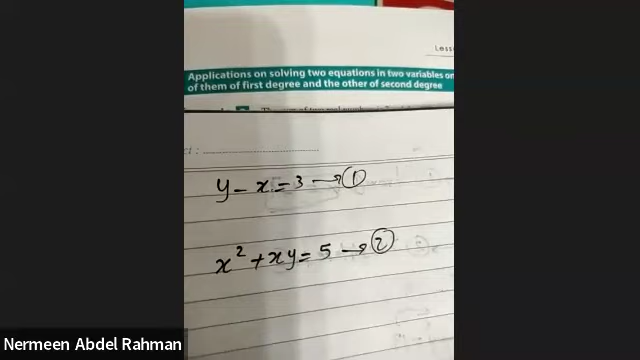 Less
Applications on solving two equations in two variables on
of them of first degree and the other of second degree
y - x = 3 → ①
x² + xy = 5 → ②
Nermeen Abdel Rahman